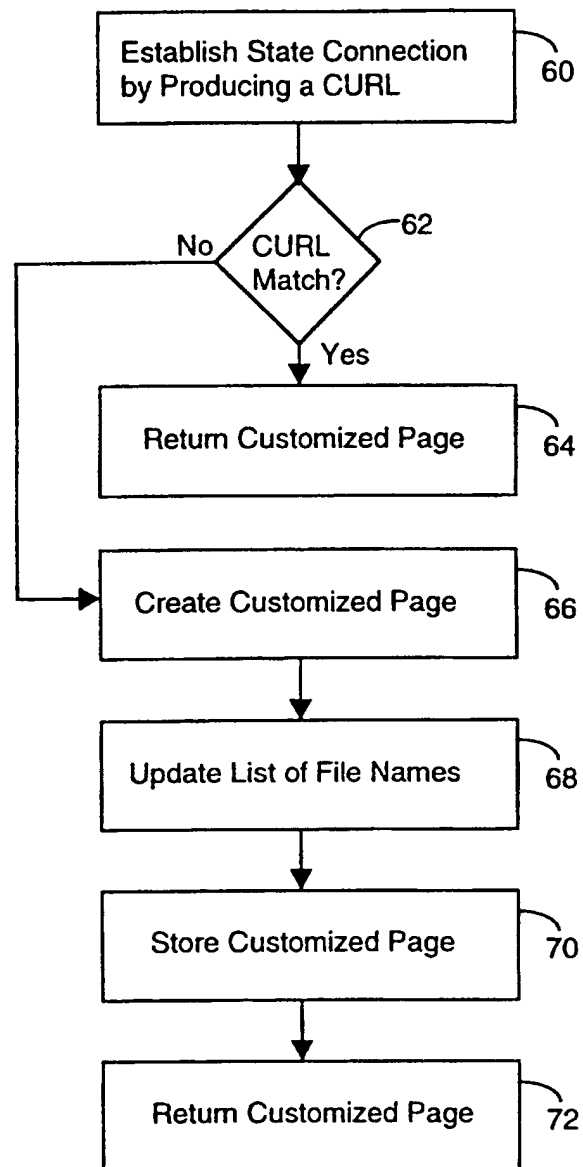 Establish State Connection
by Producing a CURL
60
62
No
CURL
Match?
Yes
Return Customized Page
64
Create Customized Page
66
Update List of File Names
68
Store Customized Page
70
Return Customized Page
72